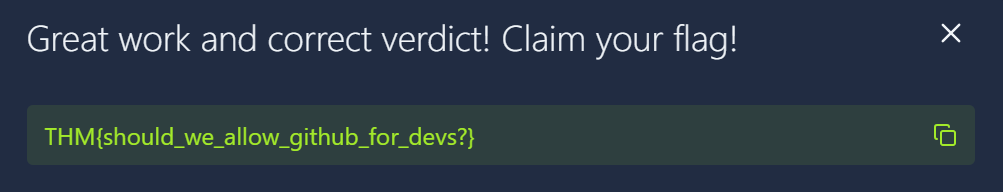 Great work and correct verdict! Claim your flag!
THM{should_we_allow_github_for_devs?}